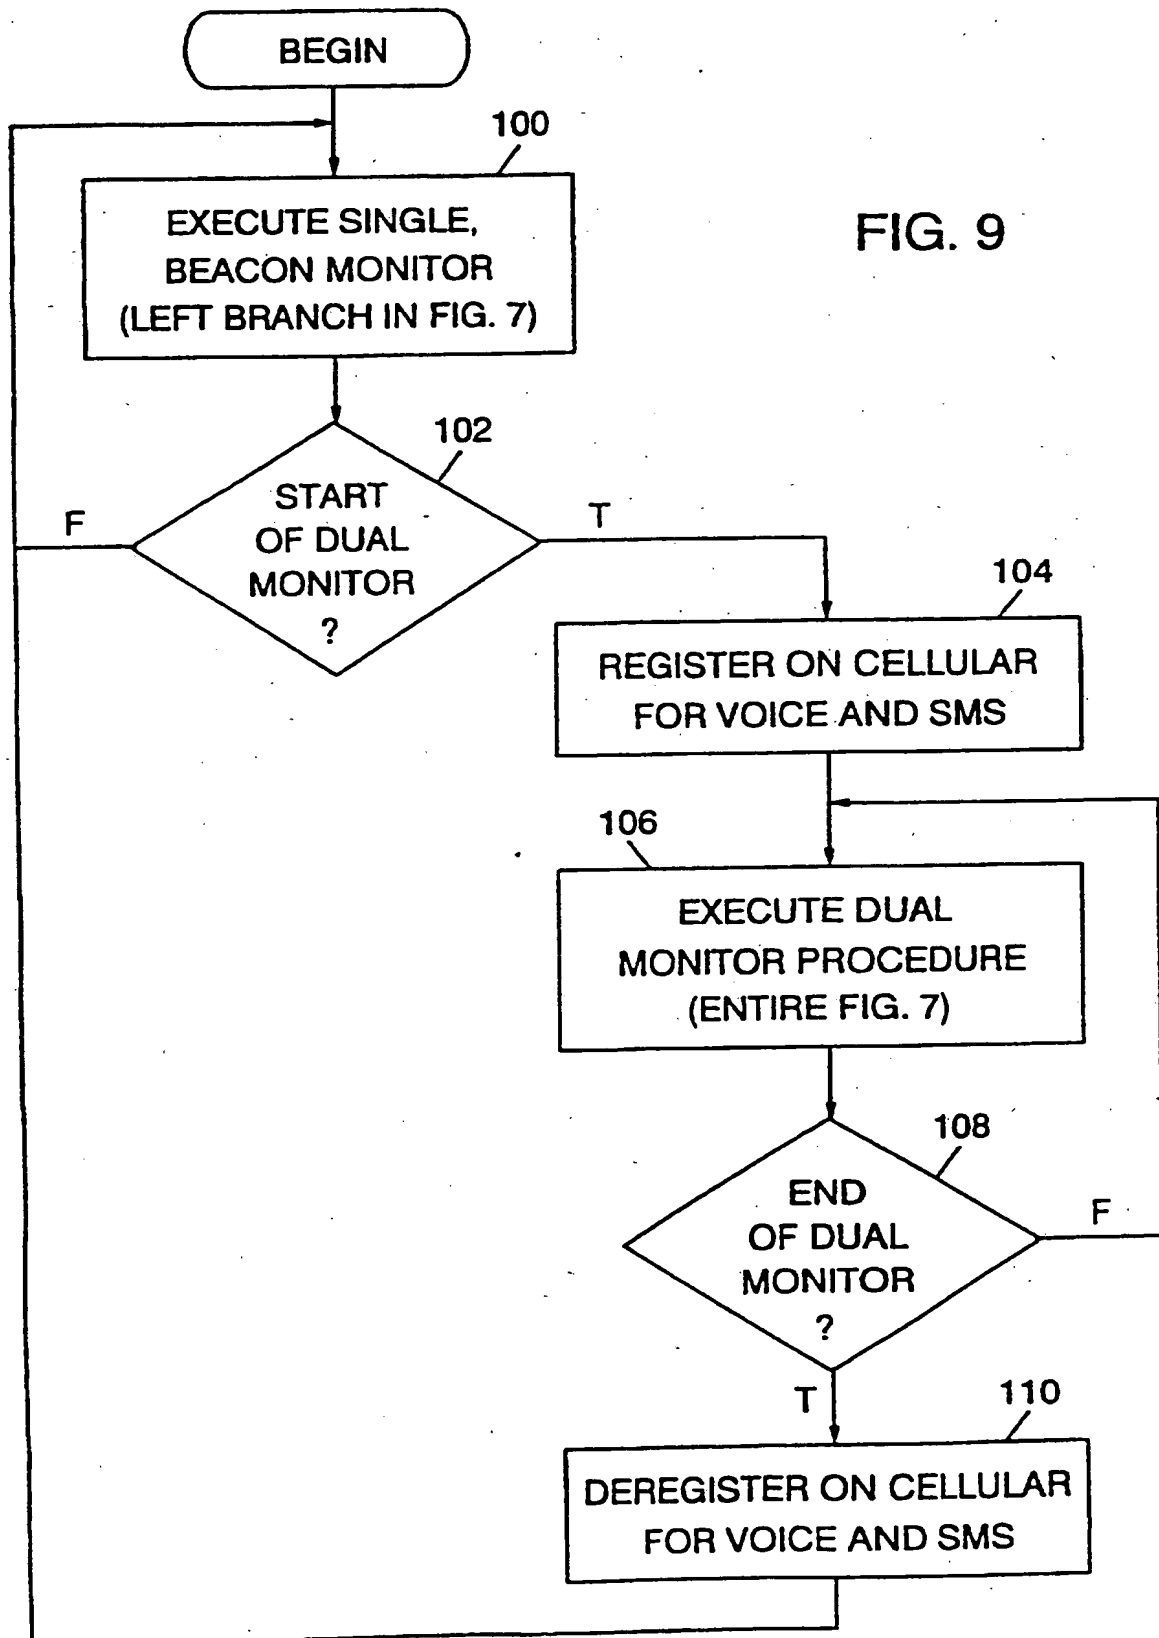 BEGIN
100
EXECUTE SINGLE,
BEACON MONITOR
(LEFT BRANCH IN FIG. 7)
FIG. 9
102
START
OF DUAL
MONITOR
?
F
T
104
REGISTER ON CELLULAR
FOR VOICE AND SMS
106
EXECUTE DUAL
MONITOR PROCEDURE
(ENTIRE FIG. 7)
108
END
OF DUAL
MONITOR
?
F
T
110
DEREGISTER ON CELLULAR
FOR VOICE AND SMS